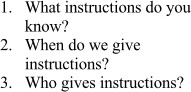 1. What instructions do you
know?
2. When do we give
instructions?
3. Who gives instructions?